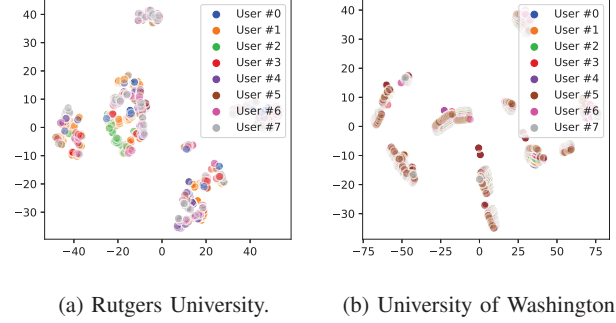 40
30
20
10
0
−10
−20
−30
−40 −20 0 20 40
User #0
User #1
User #2
User #3
User #4
User #5
User #6
User #7
(a) Rutgers University.
40
30
20
10
0
−10
−20
−30
−75 −50 −25 0 25 50 75
User #0
User #1
User #2
User #3
User #4
User #5
User #6
User #7
(b) University of Washington